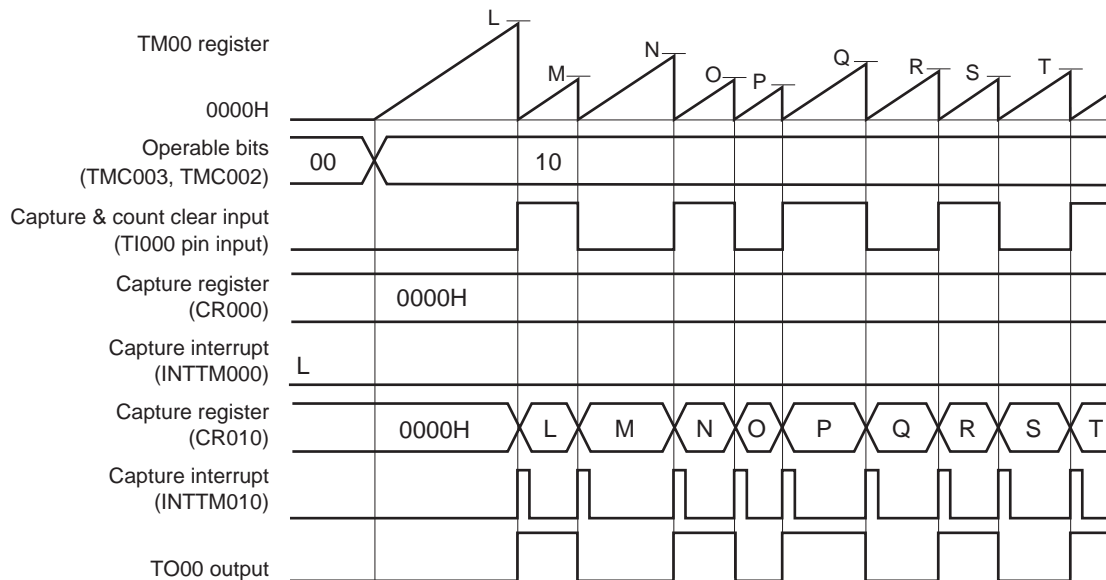 L
TM00 register
M
N
O
P
Q
R
S
T
0000H
Operable bits
(TMC003, TMC002)
00
10
Capture & count clear input
(TI000 pin input)
Capture register
(CR000)
0000H
Capture interrupt
(INTTM000)
L
Capture register
(CR010)
0000H
L
M
N
O
P
Q
R
S
T
Capture interrupt
(INTTM010)
TO00 output